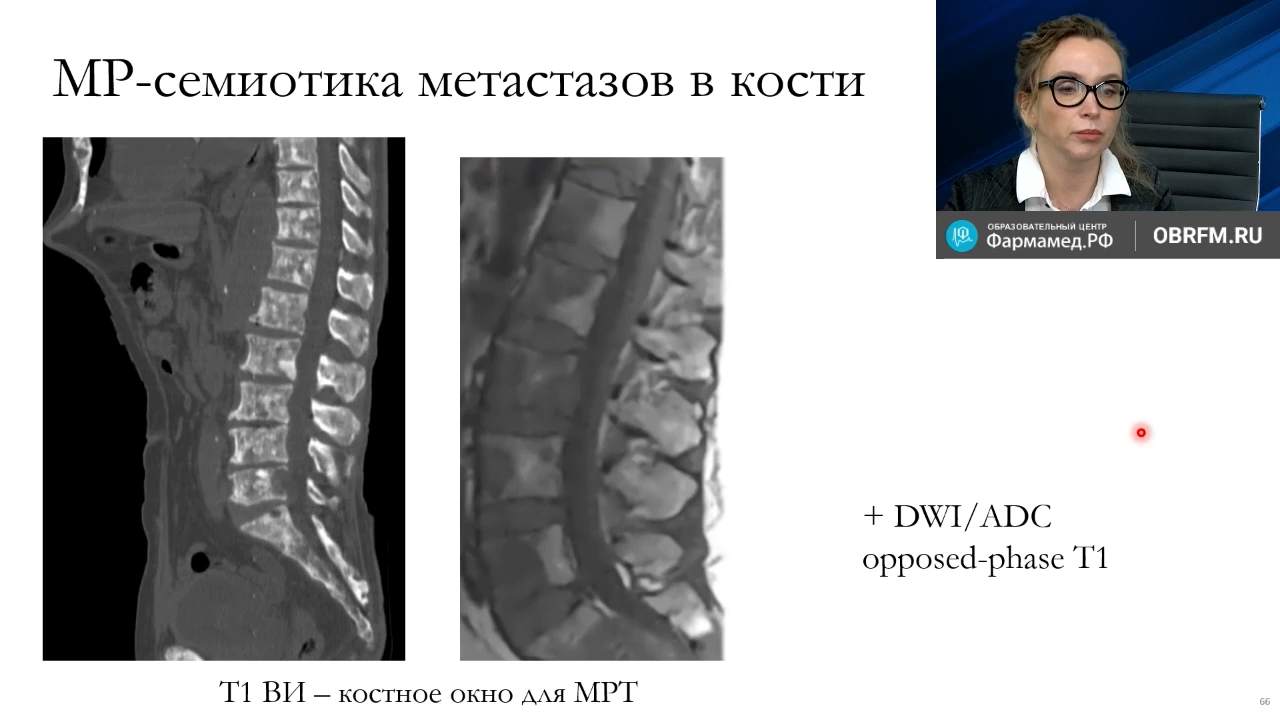 МР-семиотика метастазов в кости
ОБРАЗОВАТЕЛЬНЫЙ ЦЕНТР
Фармамед.РФ
OBRFM.RU
+ DWI/ADC
opposed-phase T1
Т1 ВИ – костное окно для МРТ
66